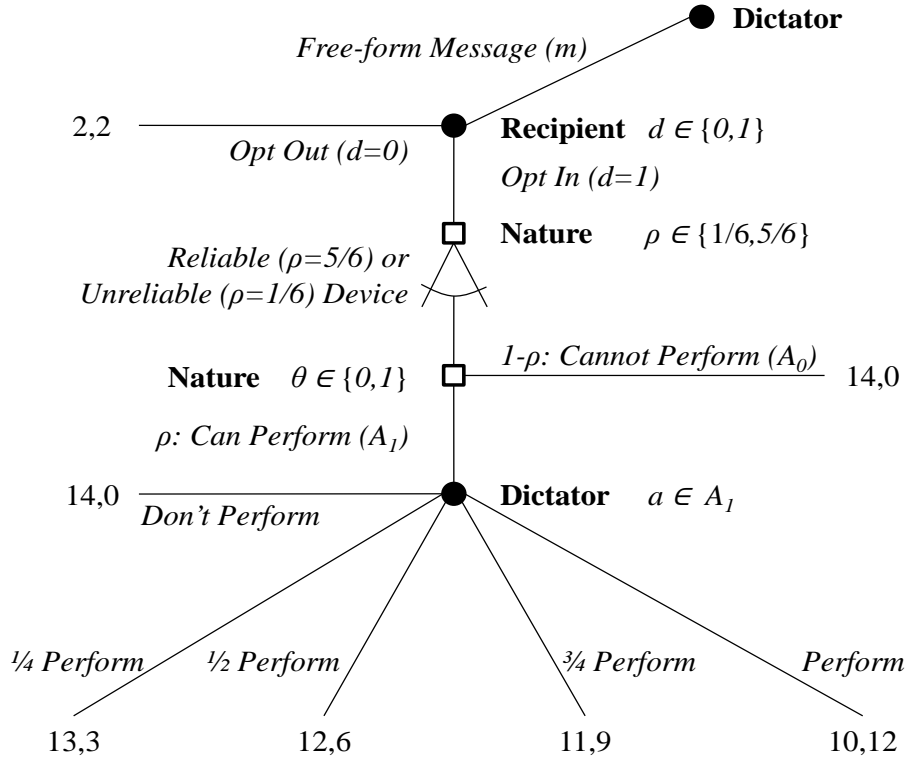 Dictator
Free-form Message (m)
2,2
Recipient d ∈ {0,1}
Opt Out (d=0)
Opt In (d=1)
Nature ρ ∈ {1/6,5/6}
Reliable (ρ=5/6) or
Unreliable (ρ=1/6) Device
1-ρ: Cannot Perform (A₀)
Nature θ ∈ {0,1}
14,0
ρ: Can Perform (A₁)
14,0
Dictator a ∈ A₁
Don't Perform
¼ Perform
½ Perform
¾ Perform
Perform
13,3
12,6
11,9
10,12